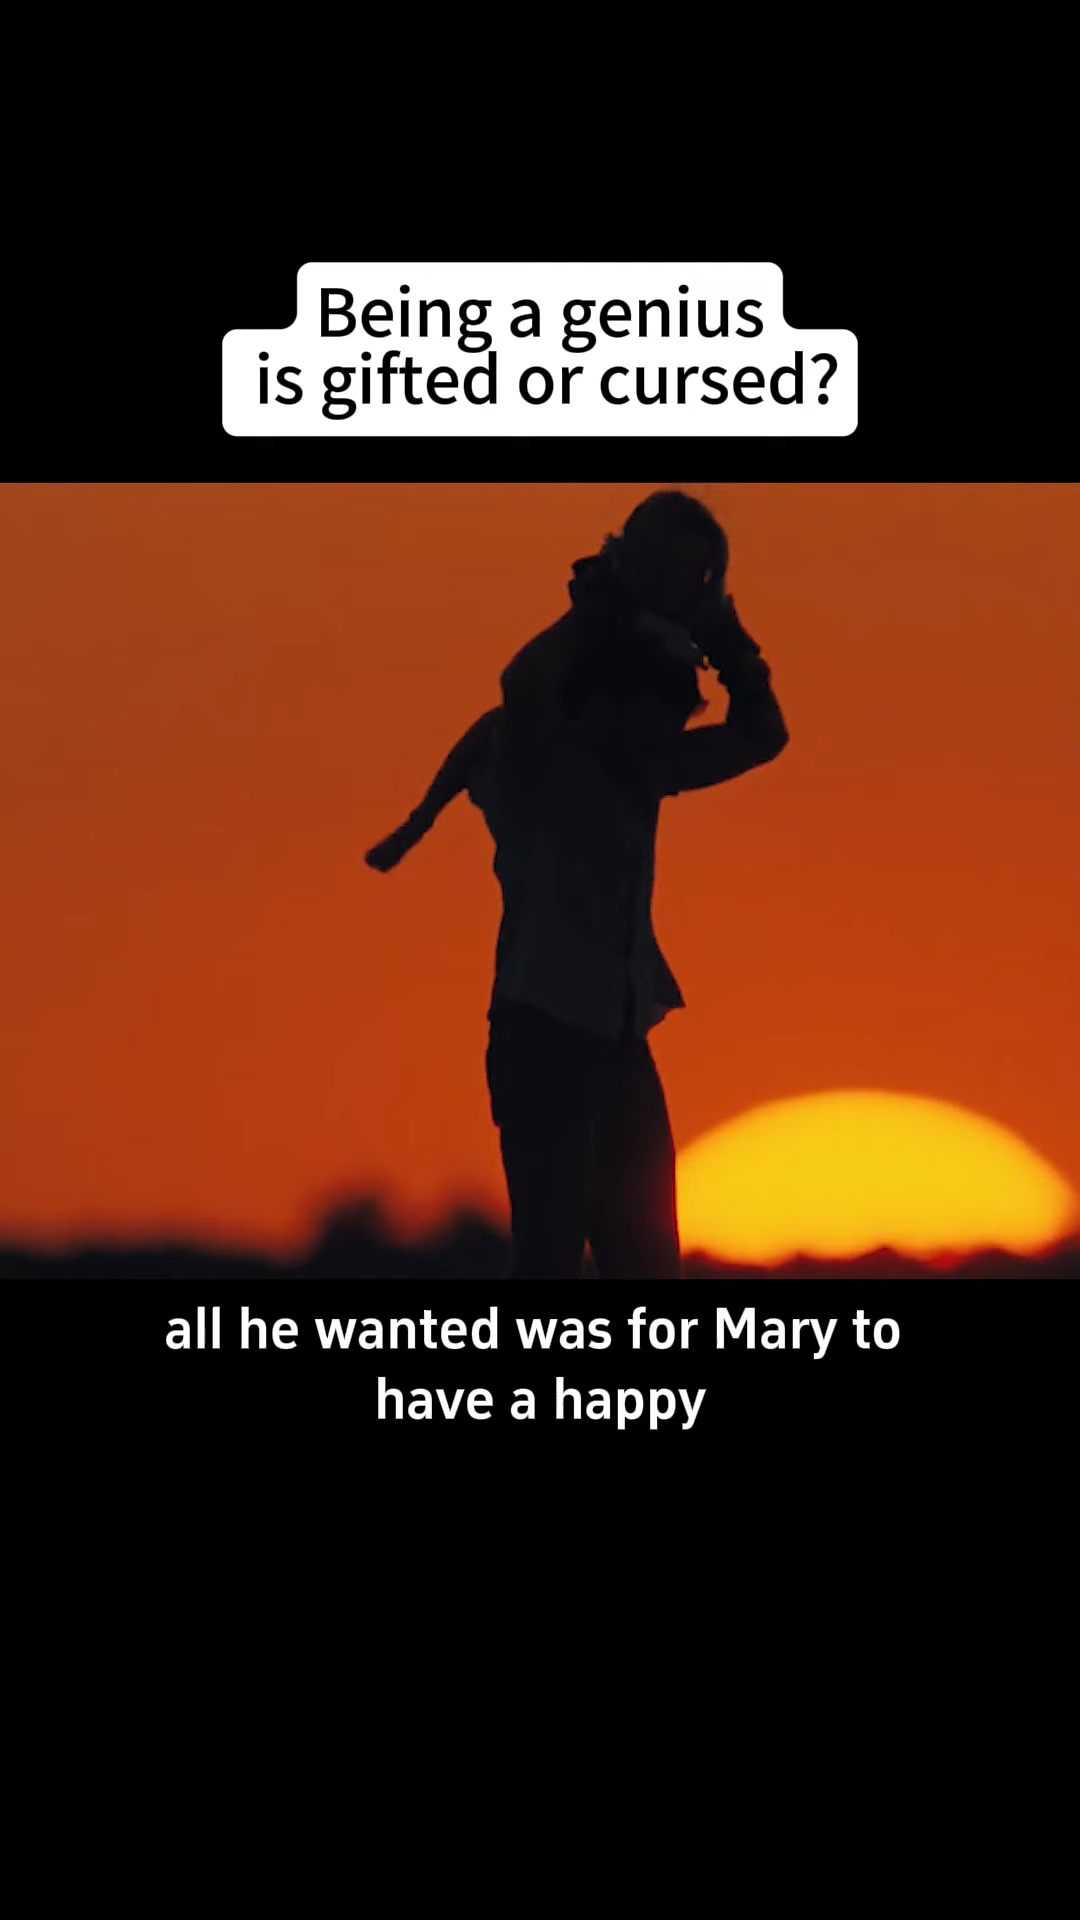 Being a genius
is gifted or cursed?
all he wanted was for Mary to
have a happy